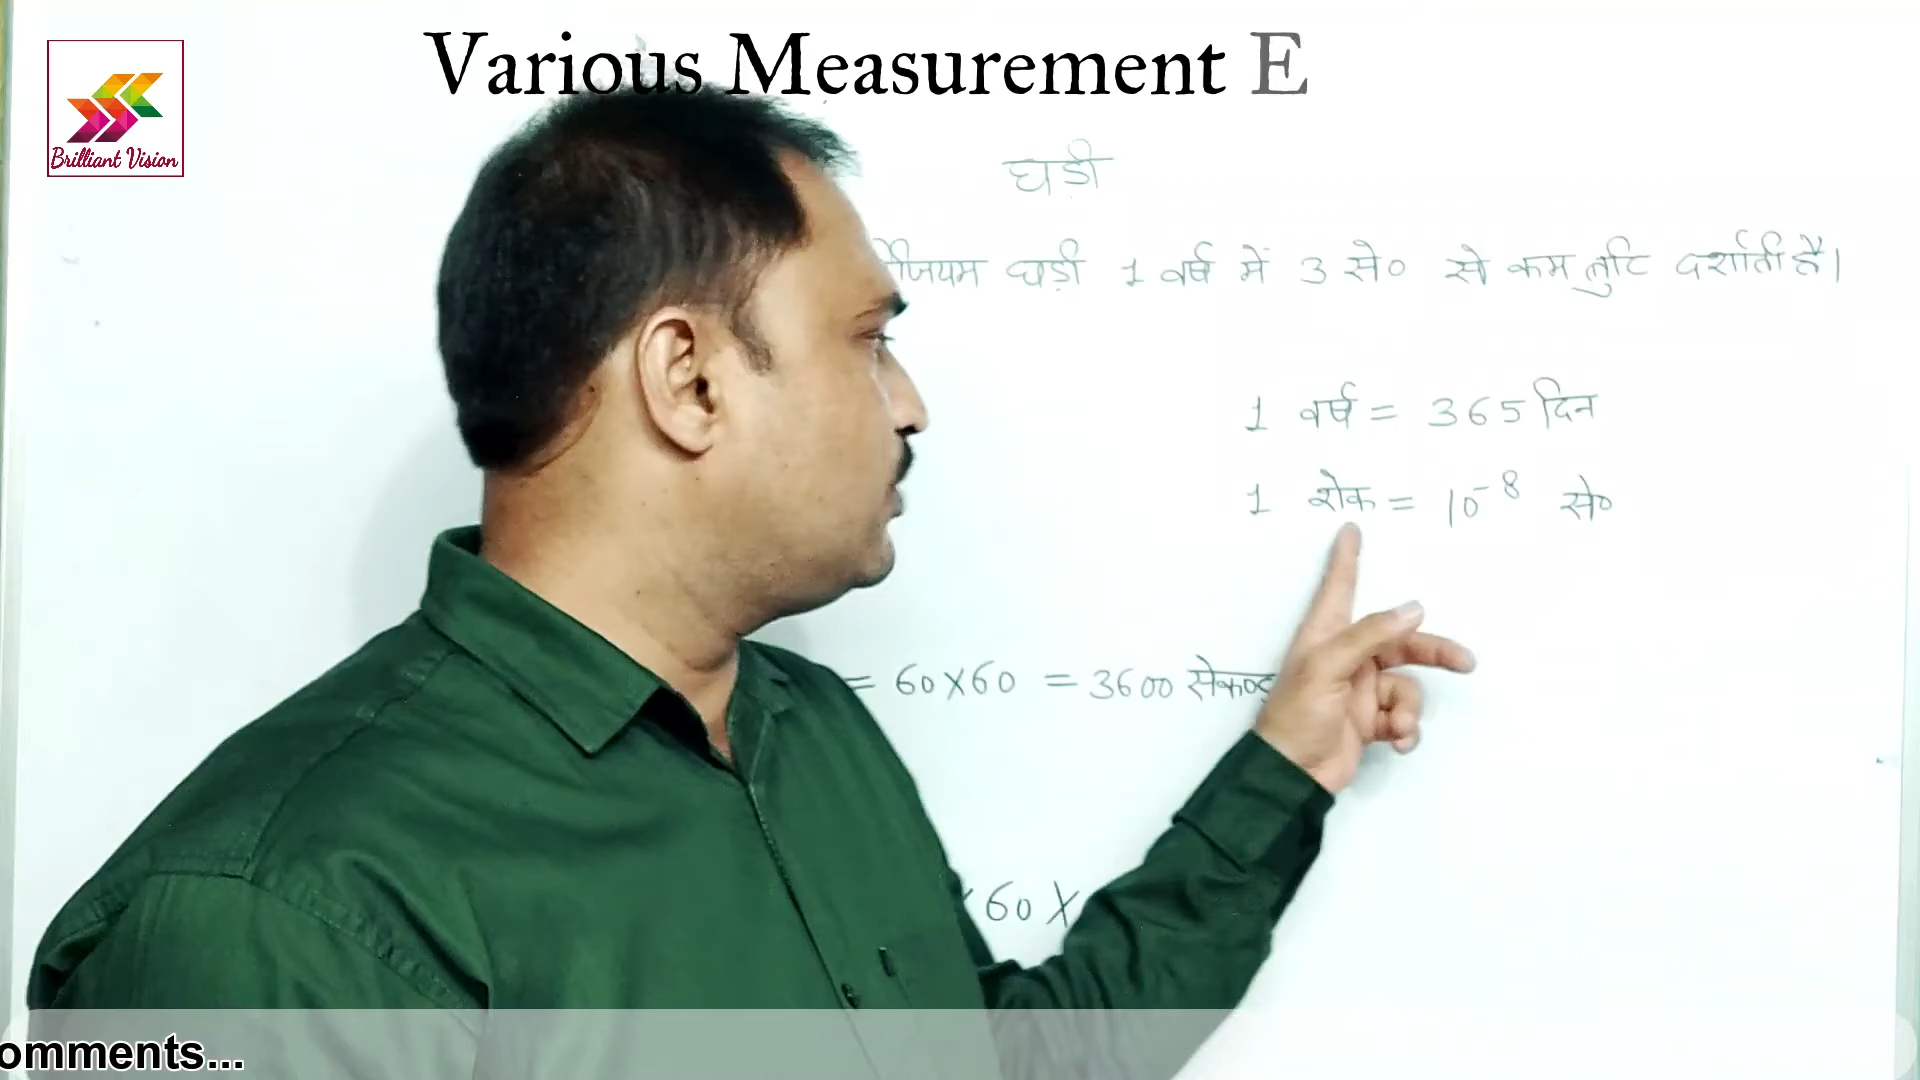 Various Measurement E
Brilliant Vision
घड़ी
घड़ी 1 वर्ष में 3 से० से कम त्रुटि दर्शाती है।
1 वर्ष = 365 दिन
1 शेक = 10⁻⁸ से०
= 60 X 60 = 3600 सेकण्ड
60 X
omments...